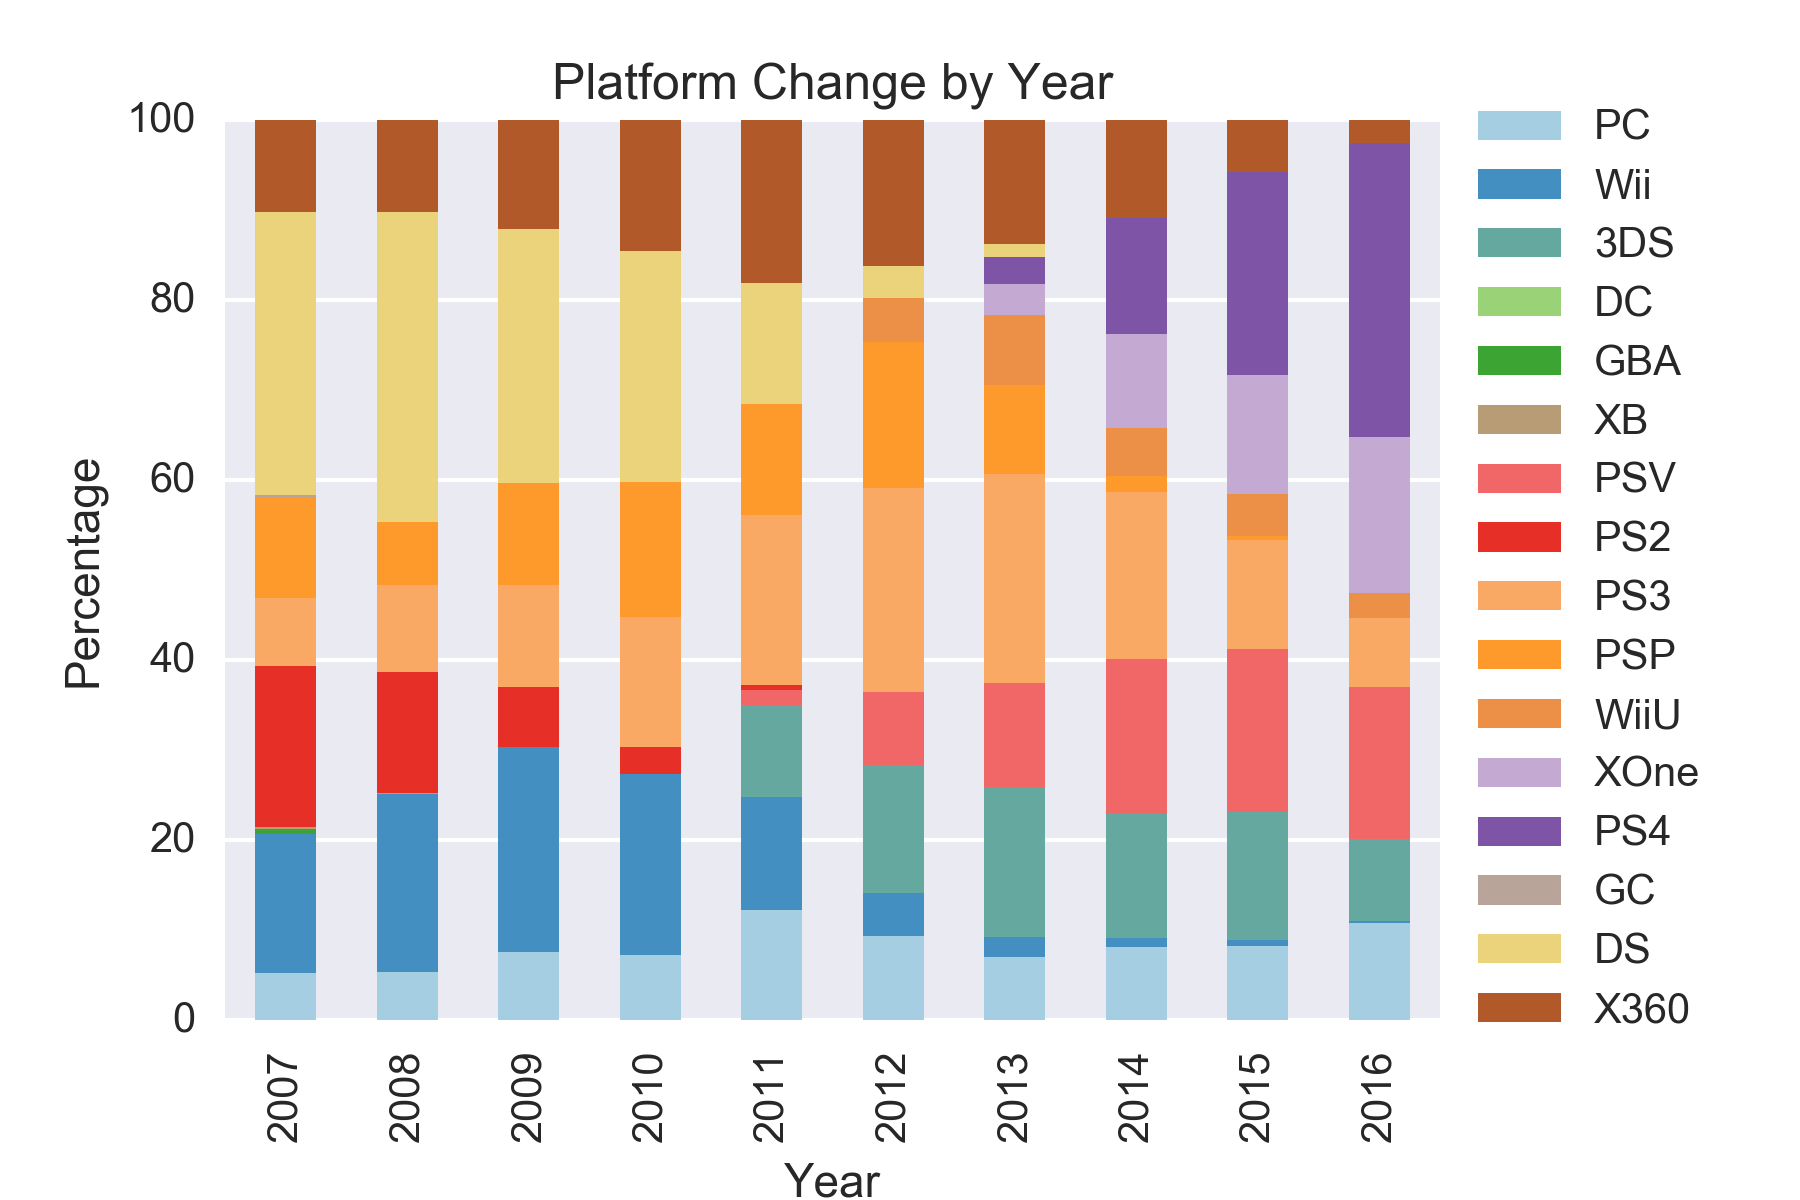 Platform Change by Year
Percentage
100
80
60
40
20
0
2007
2008
2009
2010
2011
2012
2013
2014
2015
2016
Year
PC
Wii
3DS
DC
GBA
XB
PSV
PS2
PS3
PSP
WiiU
XOne
PS4
GC
DS
X360